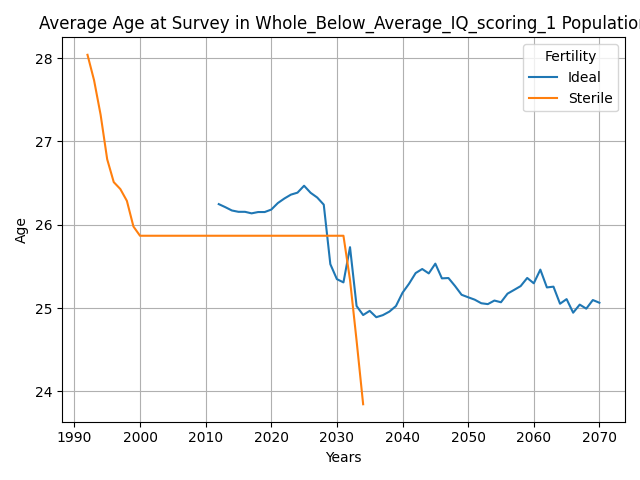 Average Age at Survey in Whole_Below_Average_IQ_scoring_1 Population
Fertility
Ideal
Sterile
28
27
26
25
24
Age
1990 2000 2010 2020 2030 2040 2050 2060 2070
Years